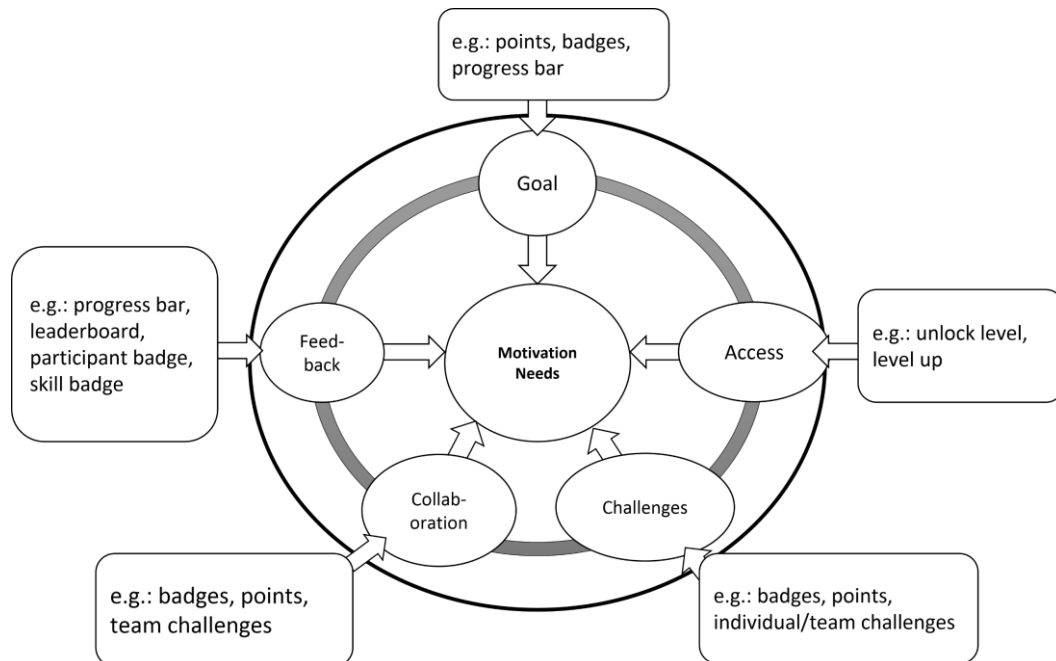 e.g.: points, badges,
progress bar
Goal
e.g.: progress bar,
leaderboard,
participant badge,
skill badge
Feed-
back
Motivation
Needs
Access
e.g.: unlock level,
level up
Collab-
oration
Challenges
e.g.: badges, points,
team challenges
e.g.: badges, points,
individual/team challenges